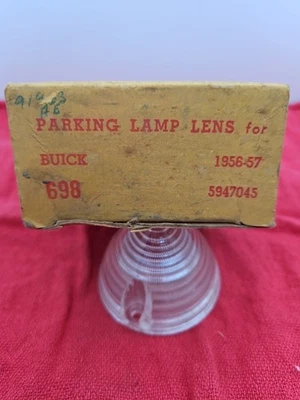 PARKING LAMP LENS for
BUICK 1956-57
698 5947045